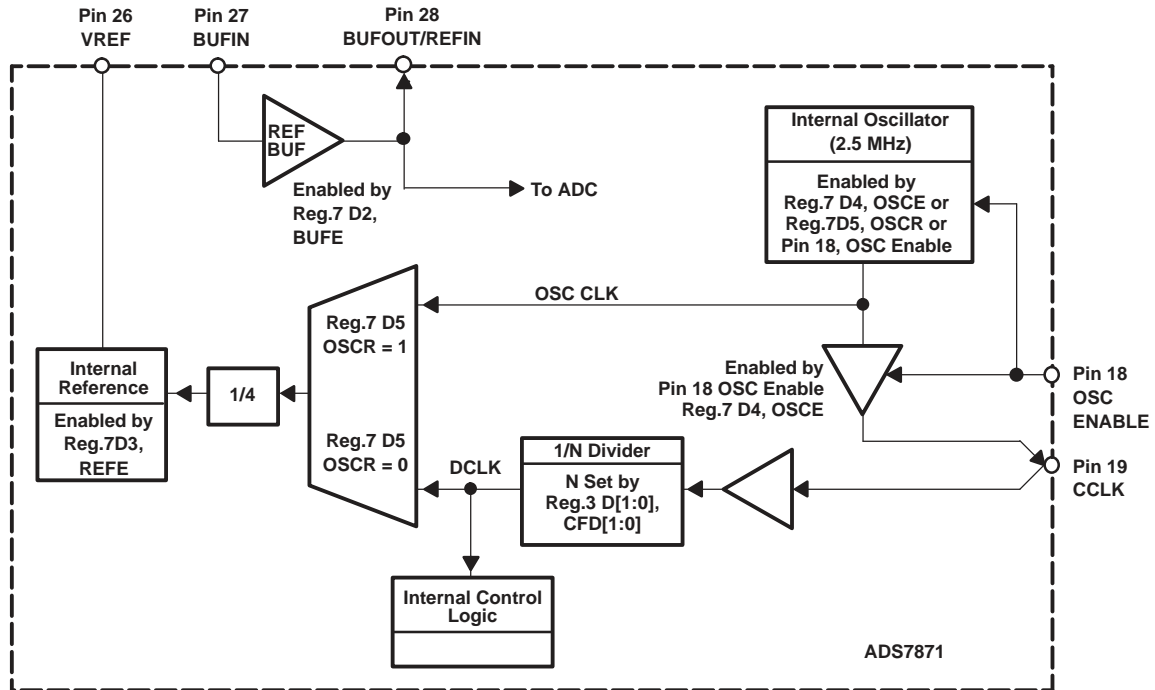 Pin 26
VREF
Pin 27
BUFIN
Pin 28
BUFOUT/REFIN
REF
BUF
Enabled by
Reg.7 D2,
BUFE
To ADC
Internal Oscillator
(2.5 MHz)
Enabled by
Reg.7 D4, OSCE or
Reg.7D5, OSCR or
Pin 18, OSC Enable
OSC CLK
Reg.7 D5
OSCR = 1
Internal
Reference
Enabled by
Reg.7D3,
REFE
1/4
Enabled by
Pin 18 OSC Enable
Reg.7 D4, OSCE
Pin 18
OSC
ENABLE
Reg.7 D5
OSCR = 0
DCLK
1/N Divider
N Set by
Reg.3 D[1:0],
CFD[1:0]
Pin 19
CCLK
Internal Control
Logic
ADS7871